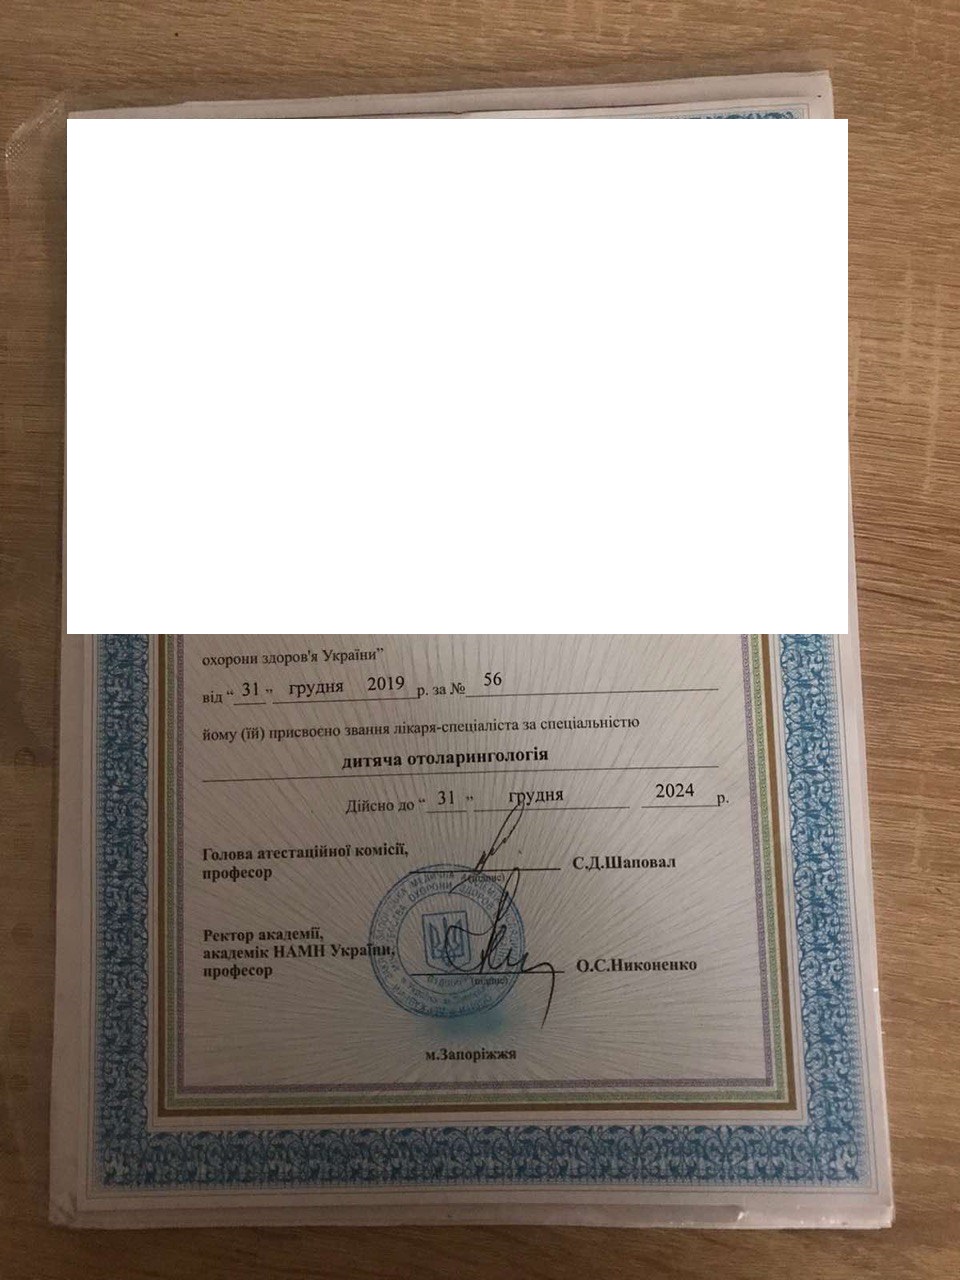 охорони здоров'я України”
від “ 31 ” грудня 2019 р. за № 56
йому (їй) присвоєно звання лікаря-спеціаліста за спеціальністю
дитяча отоларингологія
Дійсно до “ 31 ” грудня 2024 р.
Голова атестаційної комісії,
професор
С.Д.Шаповал
(підпис)
Ректор академії,
академік НАМН України,
професор
О.С.Никоненко
(підпис)
м.Запоріжжя